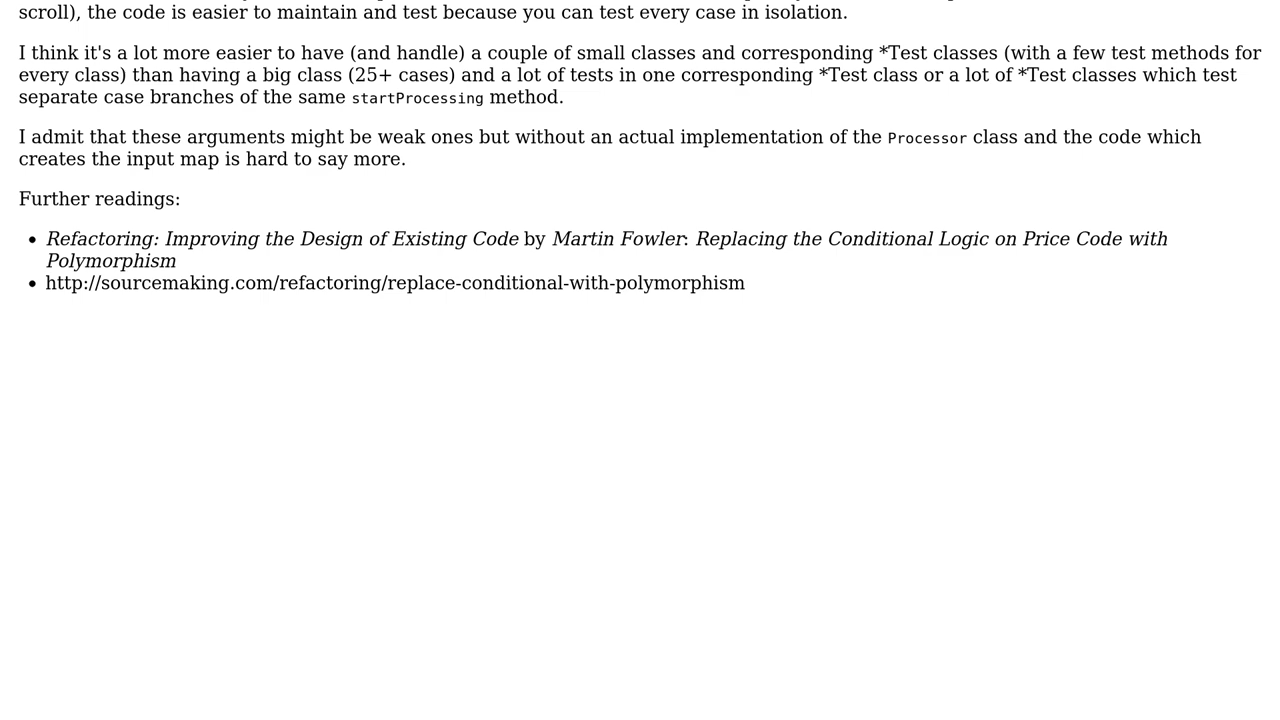 scroll), the code is easier to maintain and test because you can test every case in isolation.
I think it's a lot more easier to have (and handle) a couple of small classes and corresponding *Test classes (with a few test methods for
every class) than having a big class (25+ cases) and a lot of tests in one corresponding *Test class or a lot of *Test classes which test
separate case branches of the same startProcessing method.
I admit that these arguments might be weak ones but without an actual implementation of the Processor class and the code which
creates the input map is hard to say more.
Further readings:
• Refactoring: Improving the Design of Existing Code by Martin Fowler: Replacing the Conditional Logic on Price Code with
Polymorphism
• http://sourcemaking.com/refactoring/replace-conditional-with-polymorphism